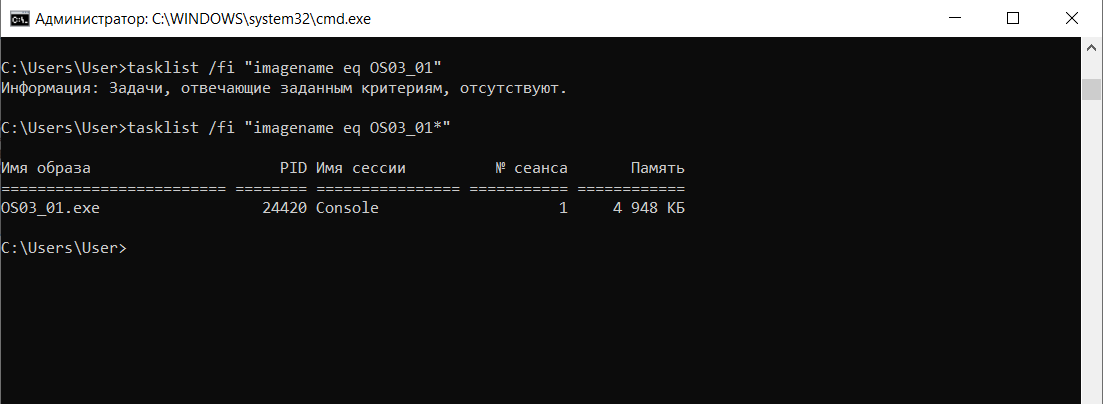 Администратор: C:\WINDOWS\system32\cmd.exe
C:\Users\User>tasklist /fi "imagename eq OS03_01"
Информация: Задачи, отвечающие заданным критериям, отсутствуют.
C:\Users\User>tasklist /fi "imagename eq OS03_01*"
Имя образа                     PID Имя сессии          № сеанса       Память
========================= ======== ================ =========== ============
OS03_01.exe                  24420 Console                    1     4 948 КБ
C:\Users\User>